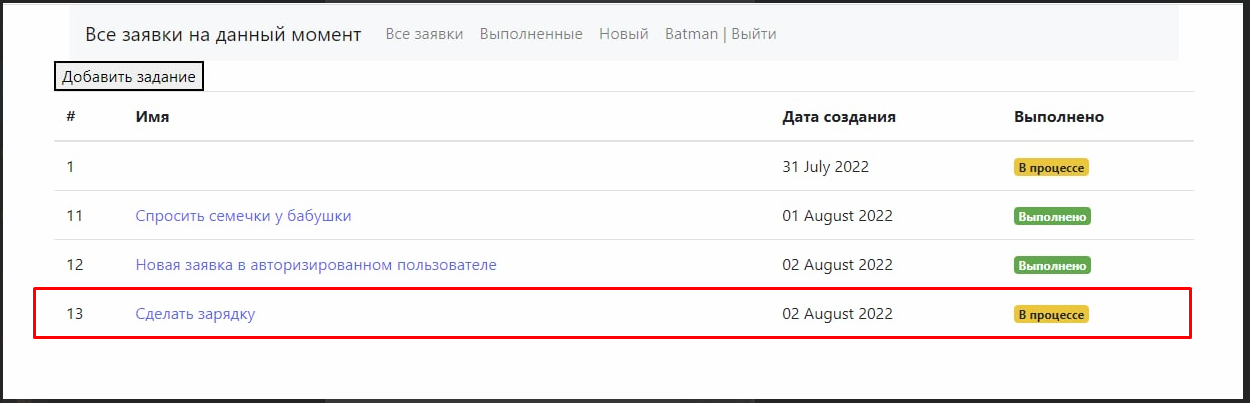 Все заявки на данный момент Все заявки Выполненные Новый Batman | Выйти
Добавить задание
# Имя Дата создания Выполнено
1 31 July 2022 В процессе
11 Спросить семечки у бабушки 01 August 2022 Выполнено
12 Новая заявка в авторизированном пользователе 02 August 2022 Выполнено
13 Сделать зарядку 02 August 2022 В процессе